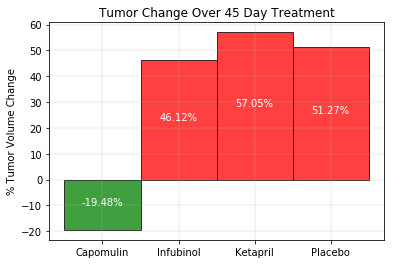 Tumor Change Over 45 Day Treatment
% Tumor Volume Change
60
50
40
30
20
10
0
−10
−20
-19.48%
46.12%
57.05%
51.27%
Capomulin
Infubinol
Ketapril
Placebo